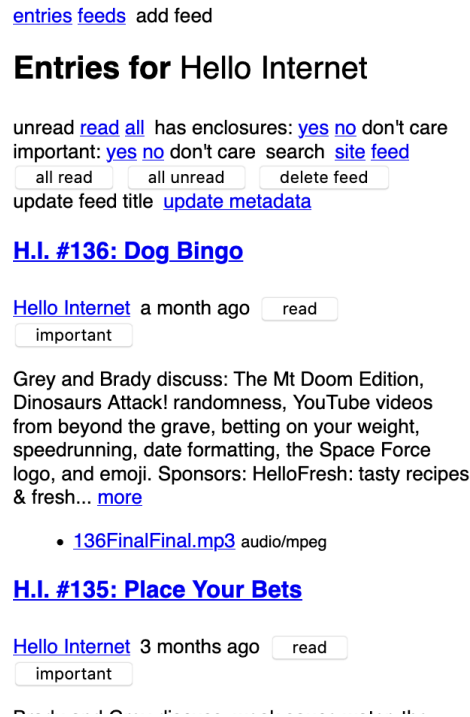 entries feeds add feed
Entries for Hello Internet
unread read all has enclosures: yes no don't care
important: yes no don't care search site feed
all read all unread delete feed
update feed title update metadata
H.I. #136: Dog Bingo
Hello Internet a month ago read
important
Grey and Brady discuss: The Mt Doom Edition,
Dinosaurs Attack! randomness, YouTube videos
from beyond the grave, betting on your weight,
speedrunning, date formatting, the Space Force
logo, and emoji. Sponsors: HelloFresh: tasty recipes
& fresh... more
• 136FinalFinal.mp3 audio/mpeg
H.I. #135: Place Your Bets
Hello Internet 3 months ago read
important